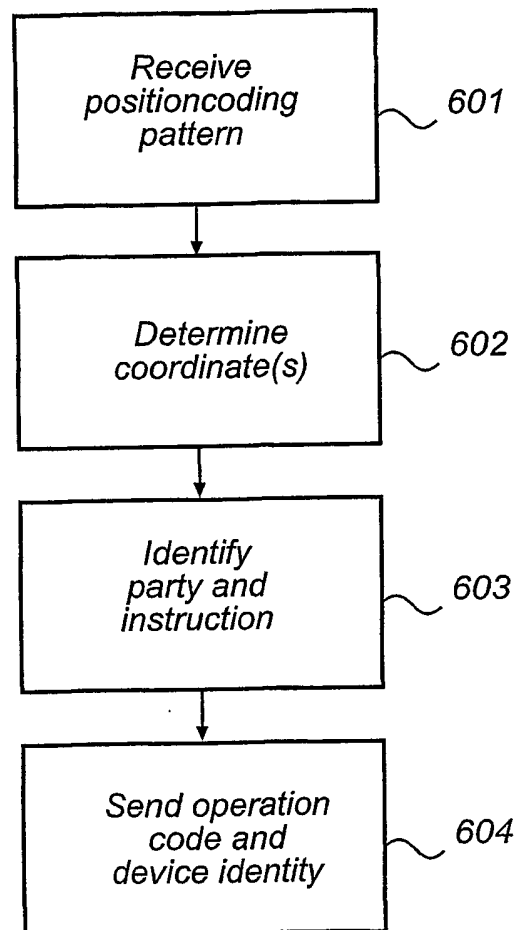 Receive
positioncoding
pattern
601
Determine
coordinate(s)
602
Identify
party and
instruction
603
Send operation
code and
device identity
604